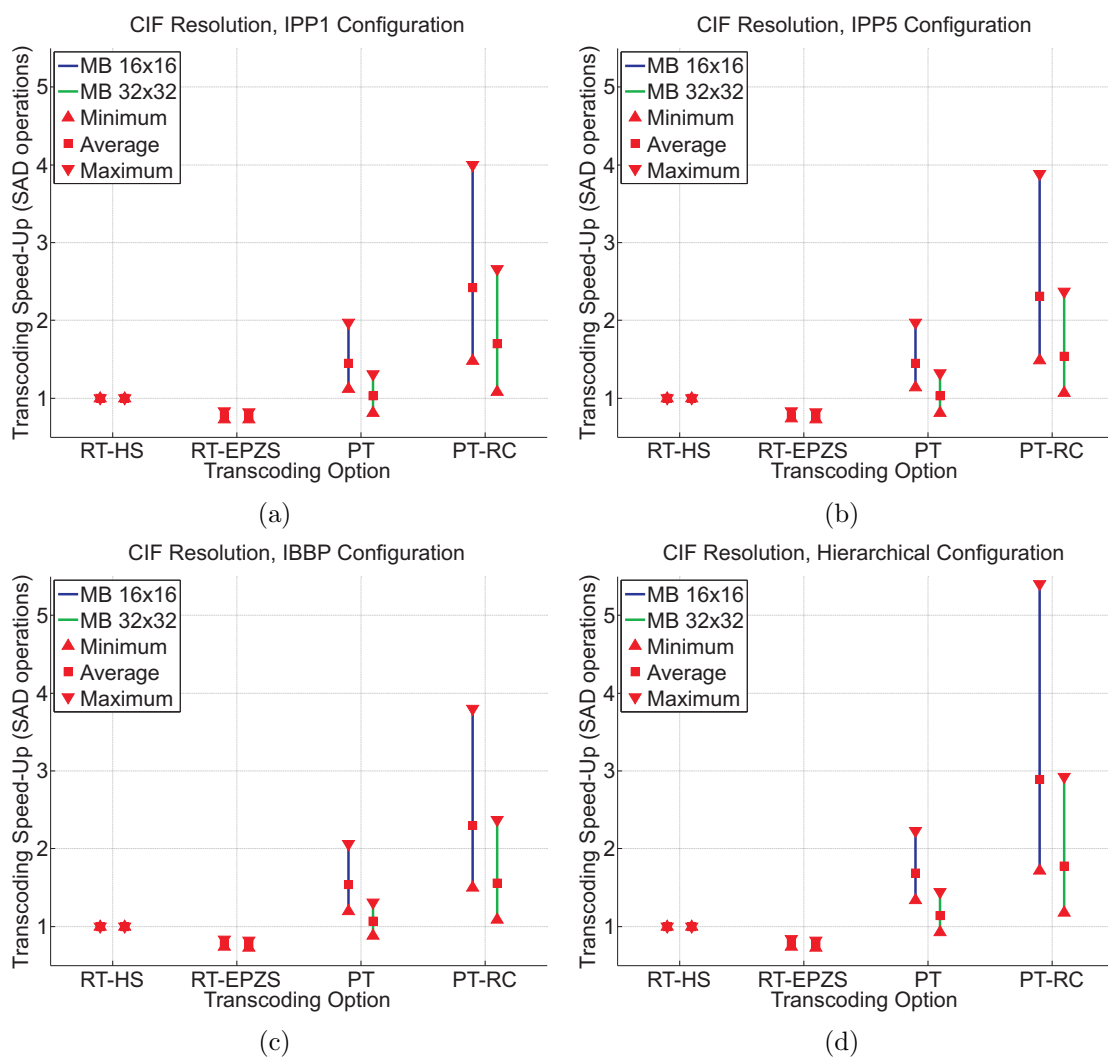 CIF Resolution, IPP1 Configuration
Transcoding Speed-Up (SAD operations)
5
4
3
2
1
MB 16x16
MB 32x32
Minimum
Average
Maximum
RT-HS RT-EPZS PT PT-RC
Transcoding Option
(a)
CIF Resolution, IPP5 Configuration
Transcoding Speed-Up (SAD operations)
5
4
3
2
1
MB 16x16
MB 32x32
Minimum
Average
Maximum
RT-HS RT-EPZS PT PT-RC
Transcoding Option
(b)
CIF Resolution, IBBP Configuration
Transcoding Speed-Up (SAD operations)
5
4
3
2
1
MB 16x16
MB 32x32
Minimum
Average
Maximum
RT-HS RT-EPZS PT PT-RC
Transcoding Option
(c)
CIF Resolution, Hierarchical Configuration
Transcoding Speed-Up (SAD operations)
5
4
3
2
1
MB 16x16
MB 32x32
Minimum
Average
Maximum
RT-HS RT-EPZS PT PT-RC
Transcoding Option
(d)